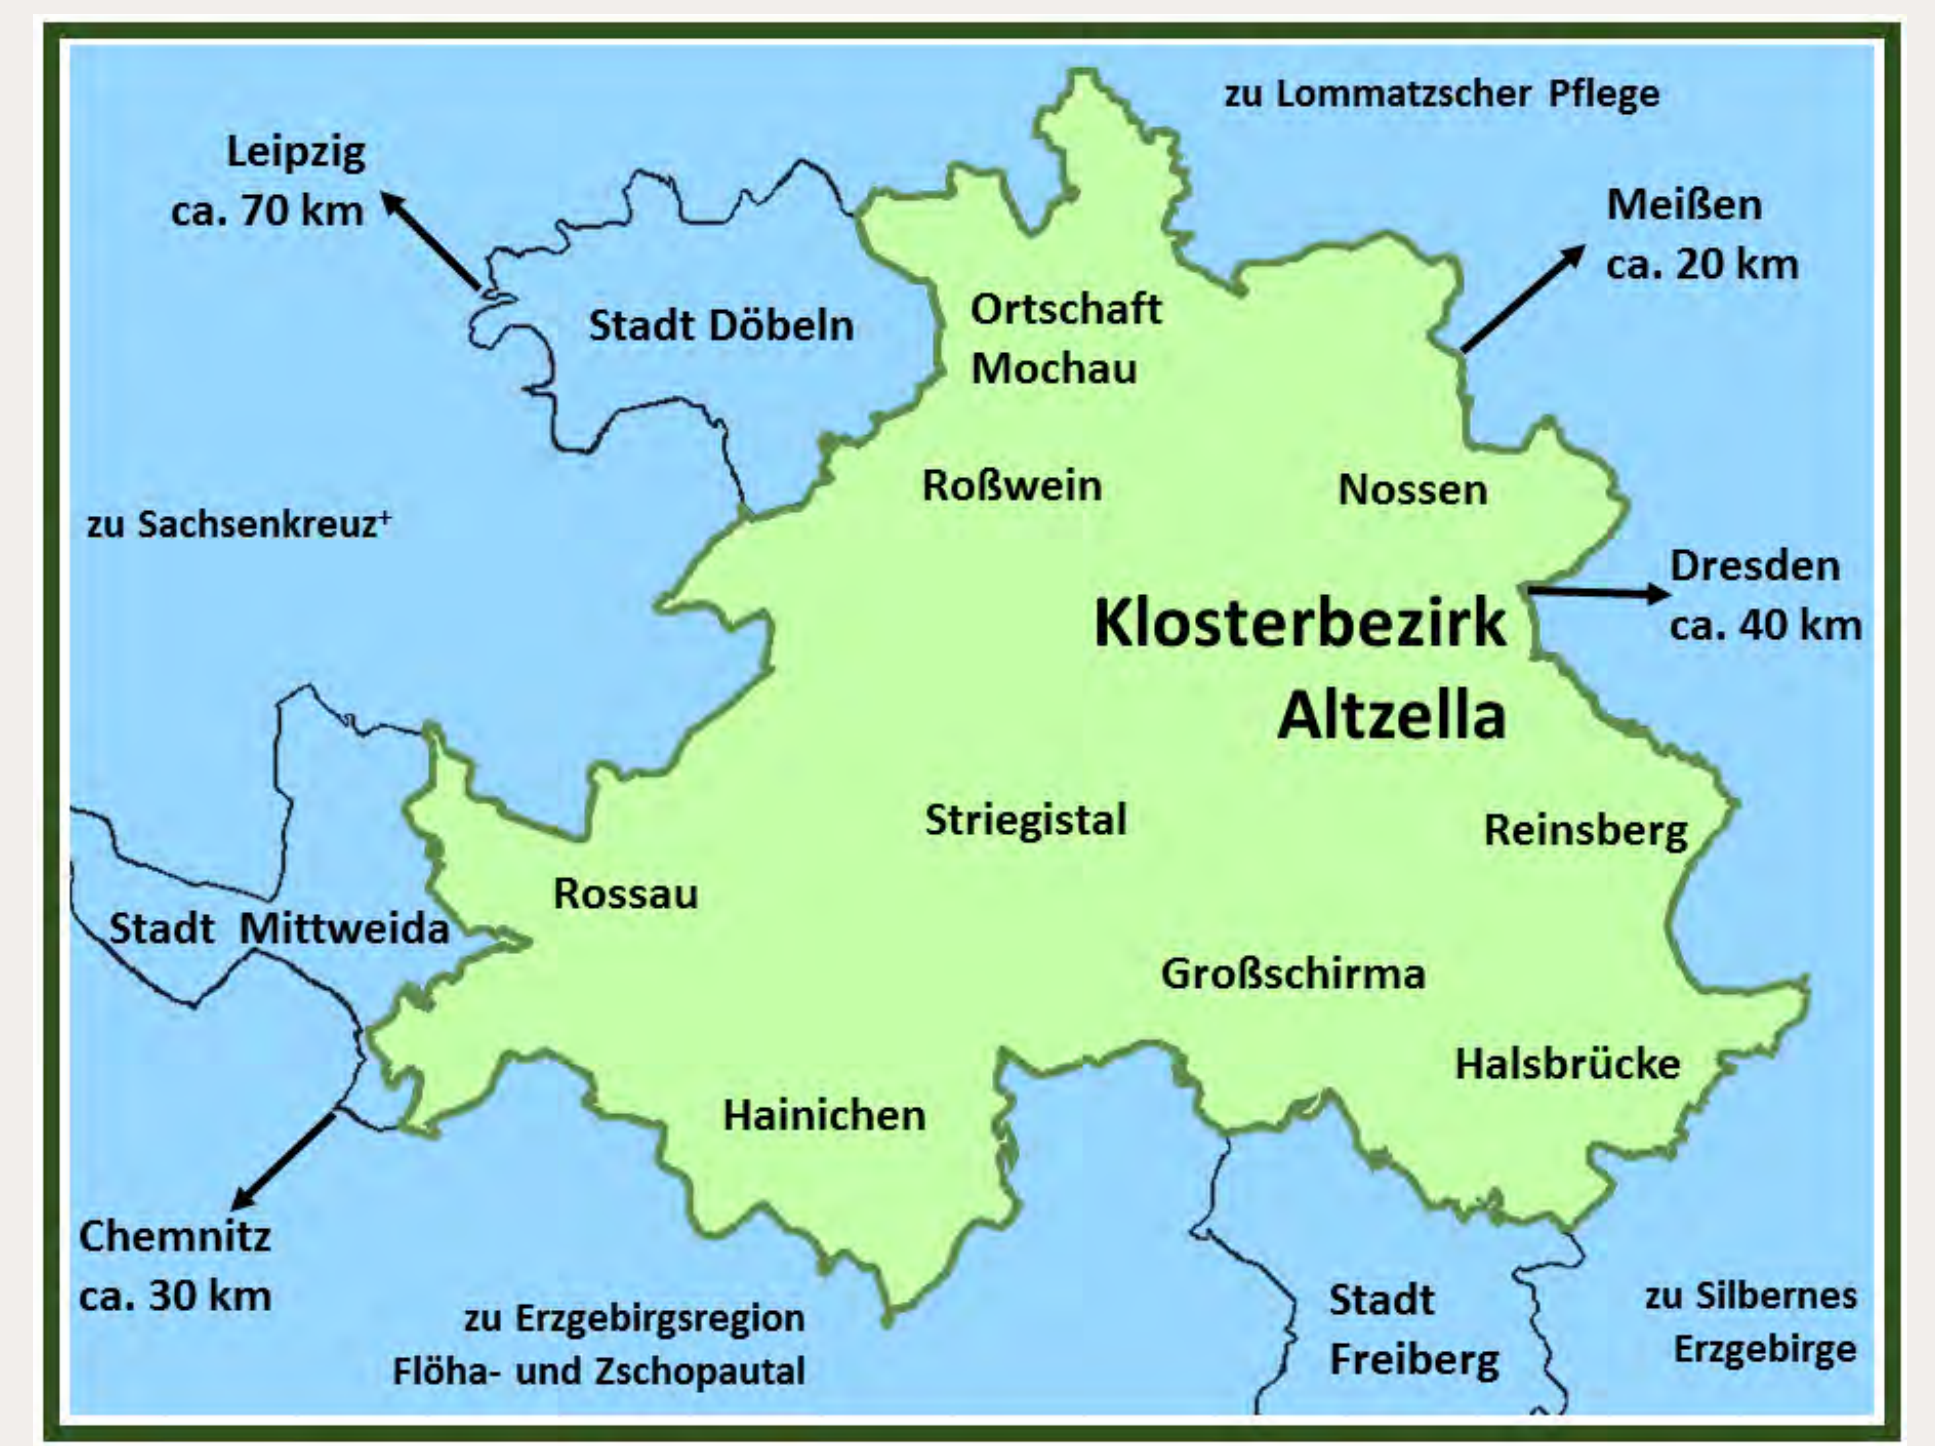 zu Lommatzscher Pflege
Leipzig
ca. 70 km
Meißen
ca. 20 km
Stadt Döbeln
Ortschaft
Mochau
Roßwein
Nossen
zu Sachsenkreuz⁺
Dresden
ca. 40 km
Klosterbezirk
Altzella
Striegistal
Reinsberg
Rossau
Stadt Mittweida
Großschirma
Halsbrücke
Hainichen
Chemnitz
ca. 30 km
zu Erzgebirgsregion
Flöha- und Zschopautal
Stadt
Freiberg
zu Silbernes
Erzgebirge